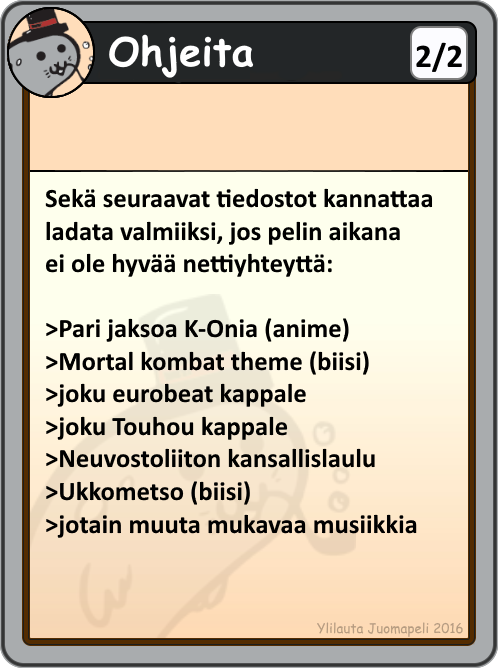 Ohjeita
2/2
Sekä seuraavat tiedostot kannattaa
ladata valmiiksi, jos pelin aikana
ei ole hyvää nettiyhteyttä:
>Pari jaksoa K-Onia (anime)
>Mortal kombat theme (biisi)
>joku eurobeat kappale
>joku Touhou kappale
>Neuvostoliiton kansallislaulu
>Ukkometso (biisi)
>jotain muuta mukavaa musiikkia
Ylilauta Juomapeli 2016